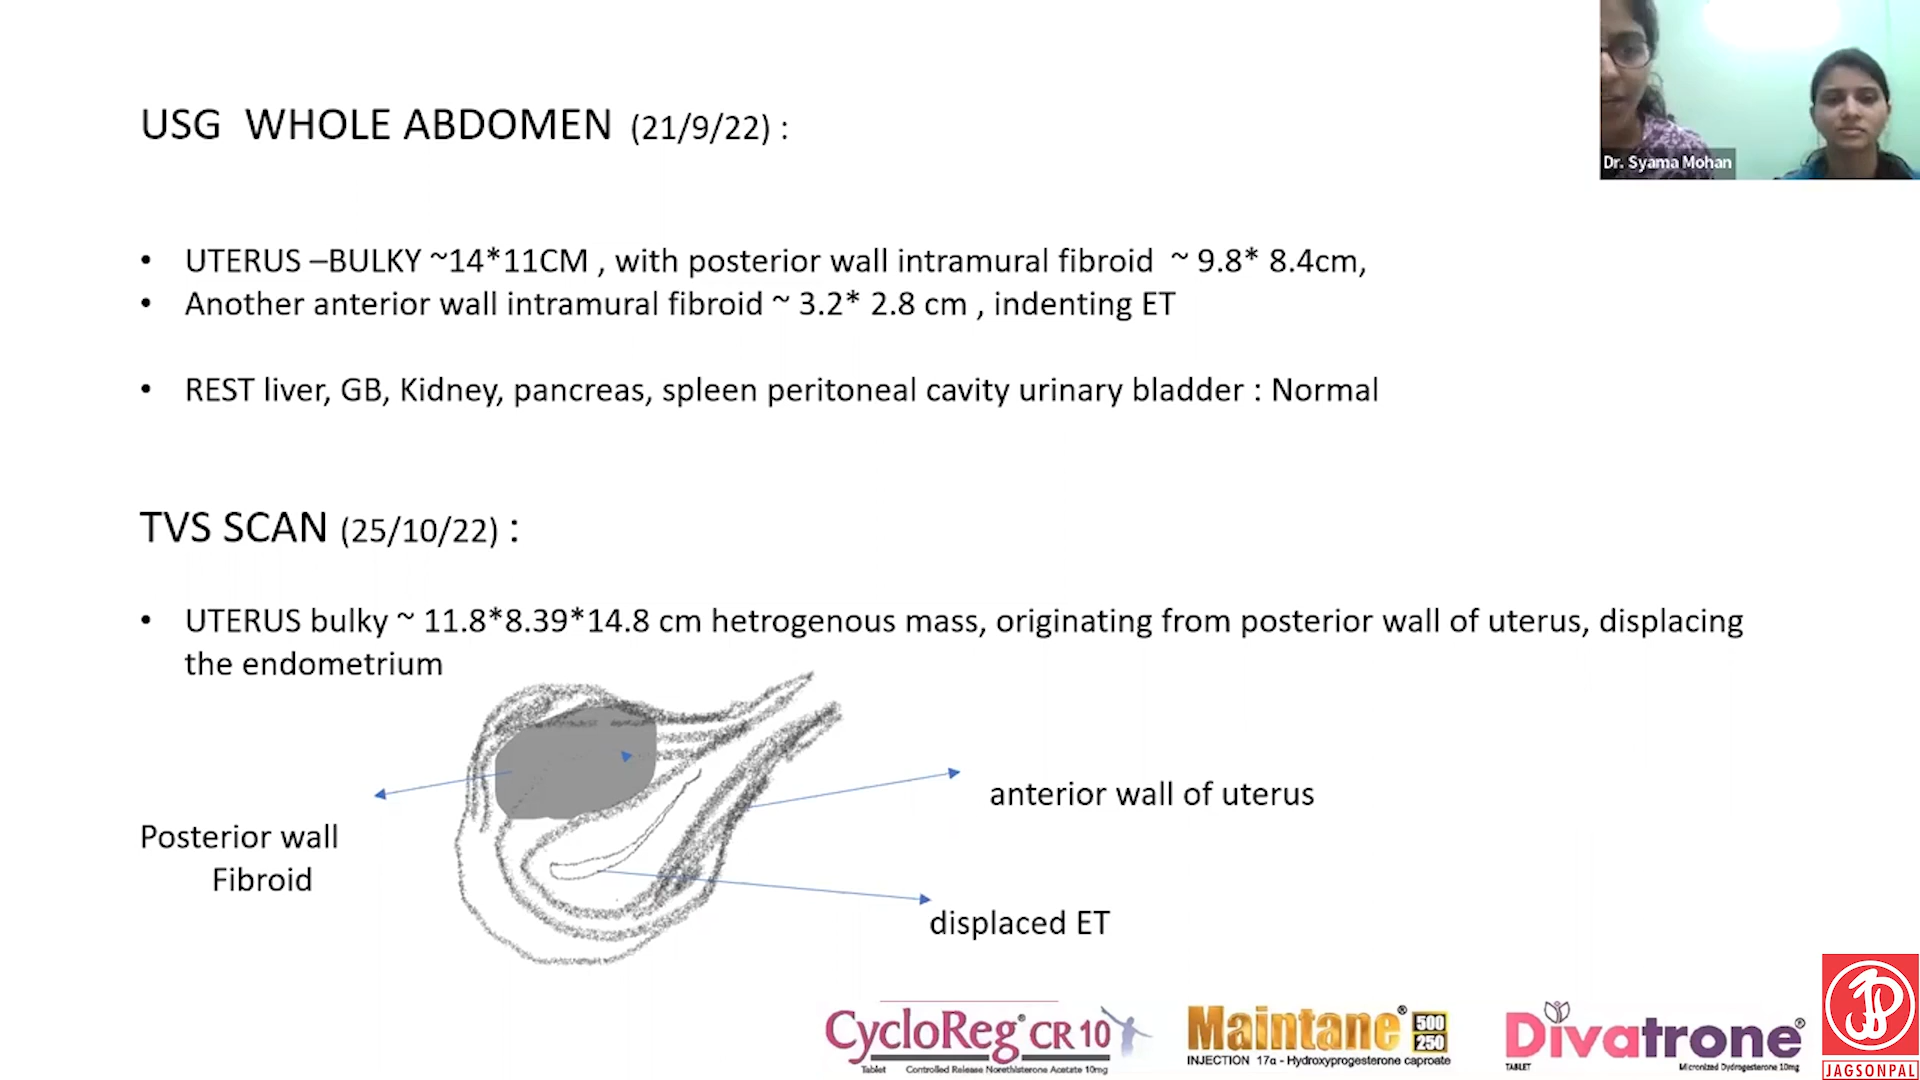 USG WHOLE ABDOMEN (21/9/22) :
Dr. Syama Mohan
• UTERUS –BULKY ~14*11CM , with posterior wall intramural fibroid ~ 9.8* 8.4cm,
• Another anterior wall intramural fibroid ~ 3.2* 2.8 cm , indenting ET
• REST liver, GB, Kidney, pancreas, spleen peritoneal cavity urinary bladder : Normal
TVS SCAN (25/10/22) :
• UTERUS bulky ~ 11.8*8.39*14.8 cm hetrogenous mass, originating from posterior wall of uterus, displacing
the endometrium
anterior wall of uterus
Posterior wall
Fibroid
displaced ET
CycloReg® CR 10
Tablet Controlled Release Norethisterone Acetate 10mg
Maintane® 500 250
INJECTION 17α - Hydroxyprogesterone caproate
Divatrone®
TABLET Micronized Dydrogesterone 10mg
JAGSONPAL